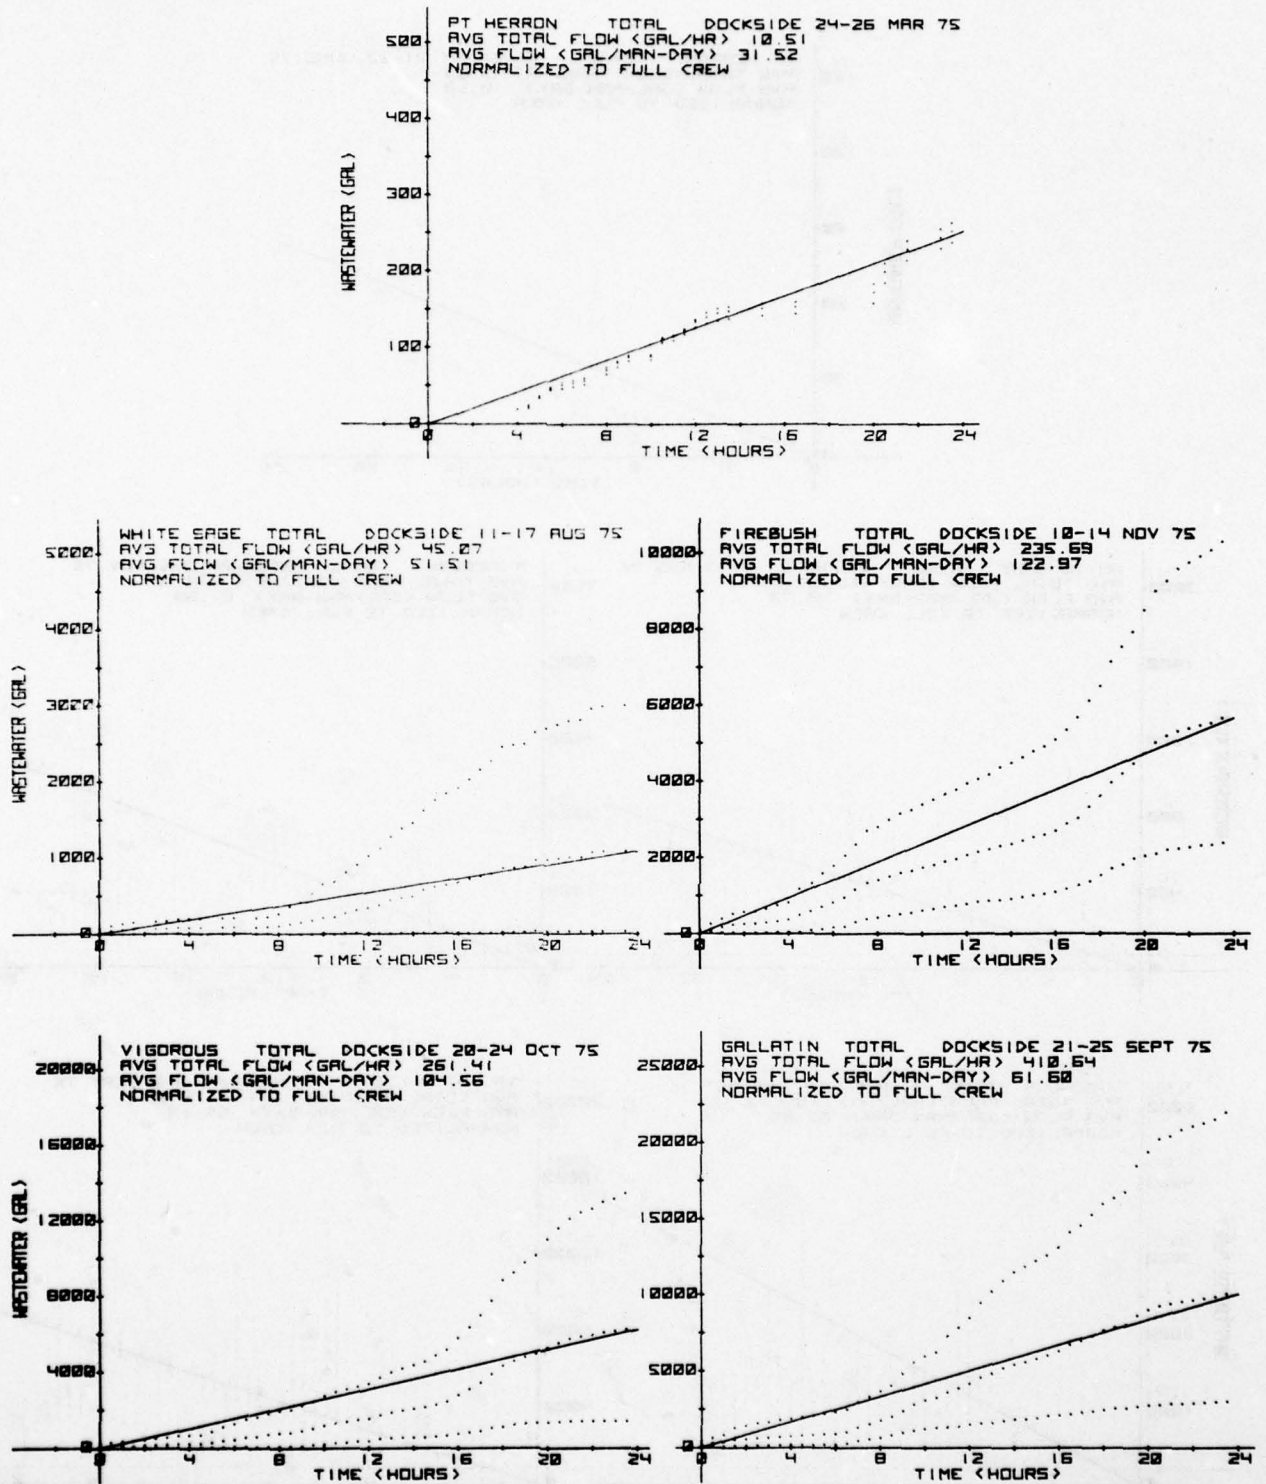 PT HERRON TOTAL DOCKSIDE 24-26 MAR 75
AVG TOTAL FLOW <GAL/HR> 10.51
AVG FLOW <GAL/MAN-DAY> 31.52
NORMALIZED TO FULL CREW
500
400
300
200
100
0
WASTEWATER <GAL>
0 4 8 12 16 20 24
TIME <HOURS>
WHITE SAGE TOTAL DOCKSIDE 11-17 AUG 75
AVG TOTAL FLOW <GAL/HR> 45.07
AVG FLOW <GAL/MAN-DAY> 51.51
NORMALIZED TO FULL CREW
5000
4000
3000
2000
1000
0
WASTEWATER <GAL>
0 4 8 12 16 20 24
TIME <HOURS>
FIREBUSH TOTAL DOCKSIDE 10-14 NOV 75
AVG TOTAL FLOW <GAL/HR> 235.69
AVG FLOW <GAL/MAN-DAY> 122.97
NORMALIZED TO FULL CREW
10000
8000
6000
4000
2000
0
0 4 8 12 16 20 24
TIME <HOURS>
VIGOROUS TOTAL DOCKSIDE 20-24 OCT 75
AVG TOTAL FLOW <GAL/HR> 261.41
AVG FLOW <GAL/MAN-DAY> 104.56
NORMALIZED TO FULL CREW
20000
16000
12000
8000
4000
0
WASTEWATER <GAL>
0 4 8 12 16 20 24
TIME <HOURS>
GALLATIN TOTAL DOCKSIDE 21-25 SEPT 75
AVG TOTAL FLOW <GAL/HR> 410.64
AVG FLOW <GAL/MAN-DAY> 61.60
NORMALIZED TO FULL CREW
25000
20000
15000
10000
5000
0
0 4 8 12 16 20 24
TIME <HOURS>